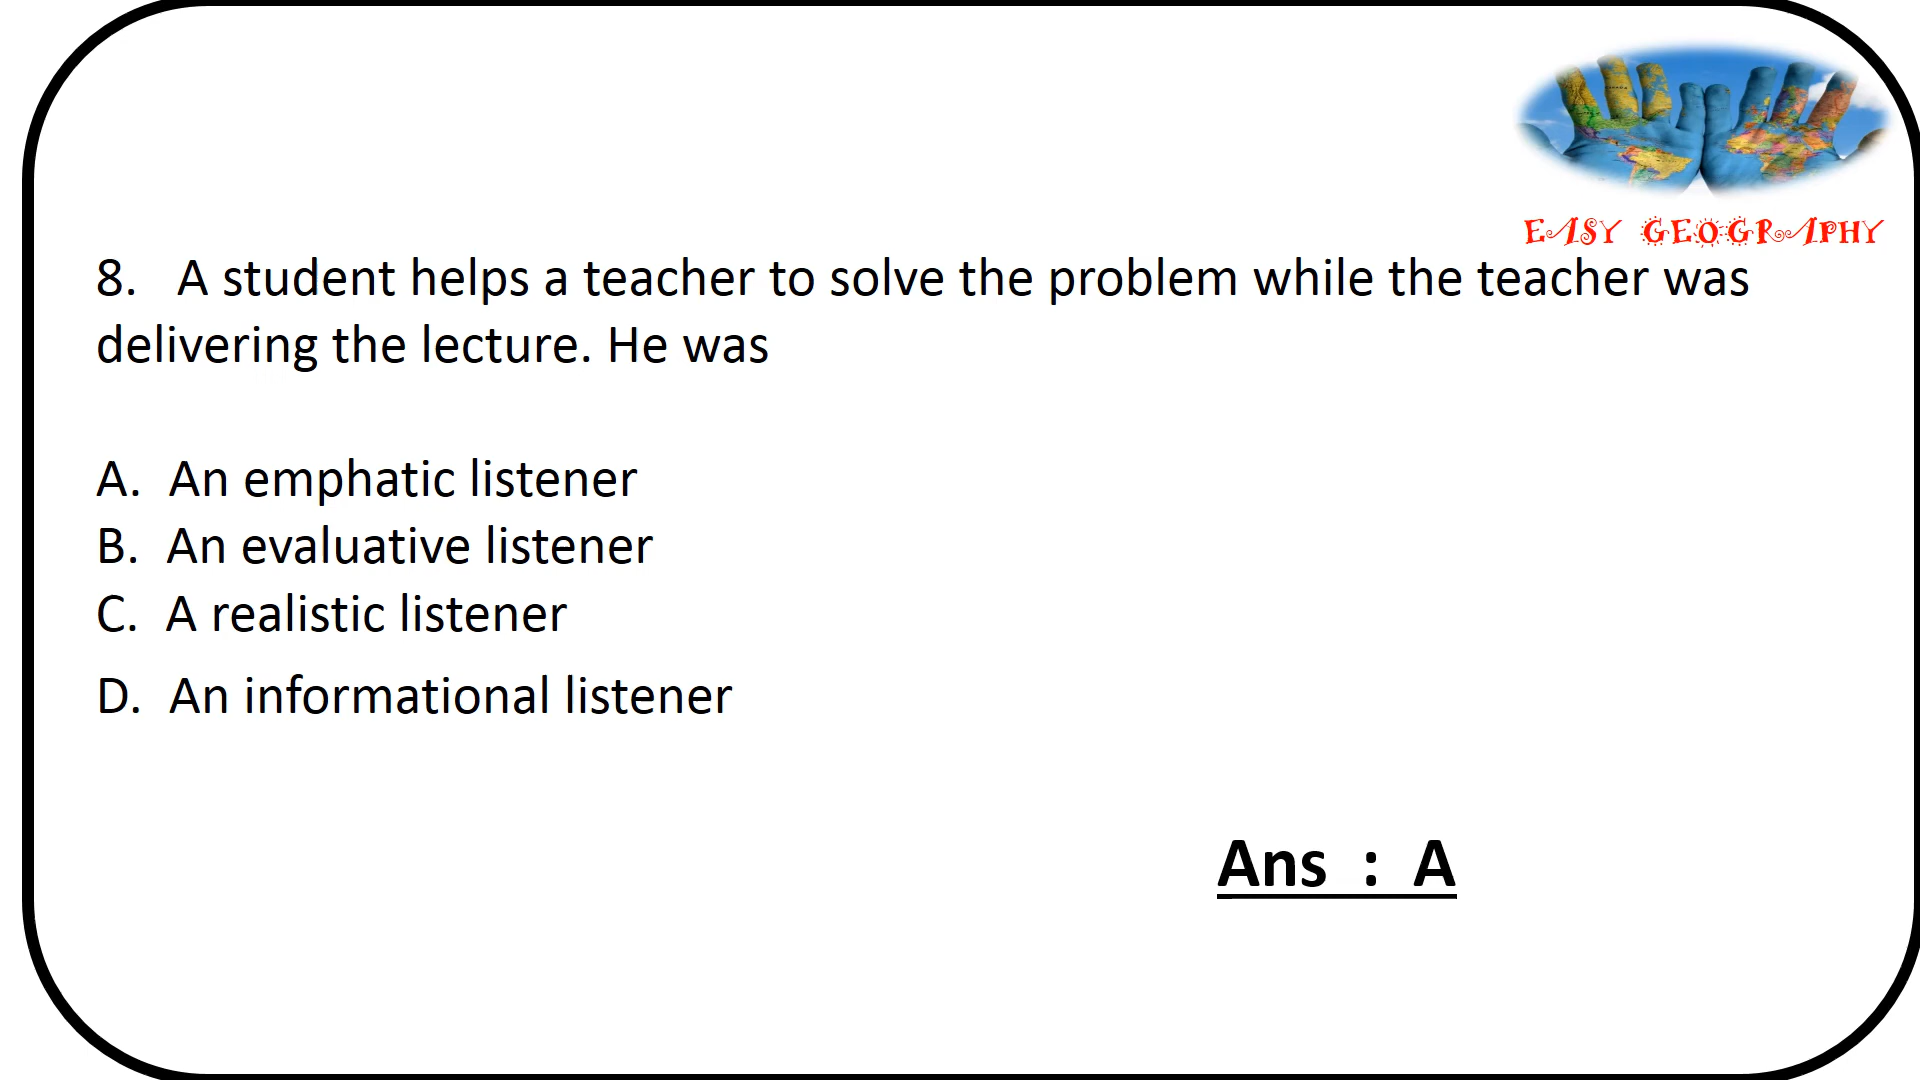 EASY GEOGRAPHY
8. A student helps a teacher to solve the problem while the teacher was
delivering the lecture. He was
A. An emphatic listener
B. An evaluative listener
C. A realistic listener
D. An informational listener
Ans : A